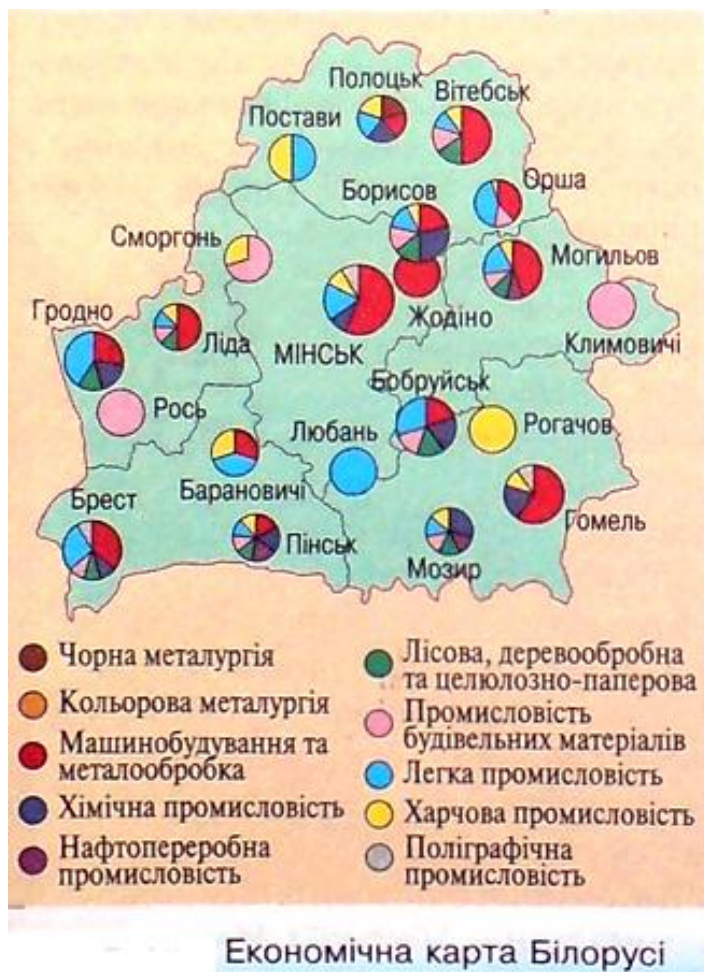 Полоцьк
Вітебськ
Постави
Борисов
Орша
Сморгонь
Могильов
Гродно
Жодіно
Ліда
МІНСЬК
Климовичі
Бобруйськ
Рось
Любань
Рогачов
Барановичі
Брест
Гомель
Пінськ
Мозир
Чорна металургія
Кольорова металургія
Машинобудування та
металообробка
Хімічна промисловість
Нафтопереробна
промисловість
Лісова, деревообробна
та целюлозно-паперова
Промисловість
будівельних матеріалів
Легка промисловість
Харчова промисловість
Поліграфічна
промисловість
Економічна карта Білорусі